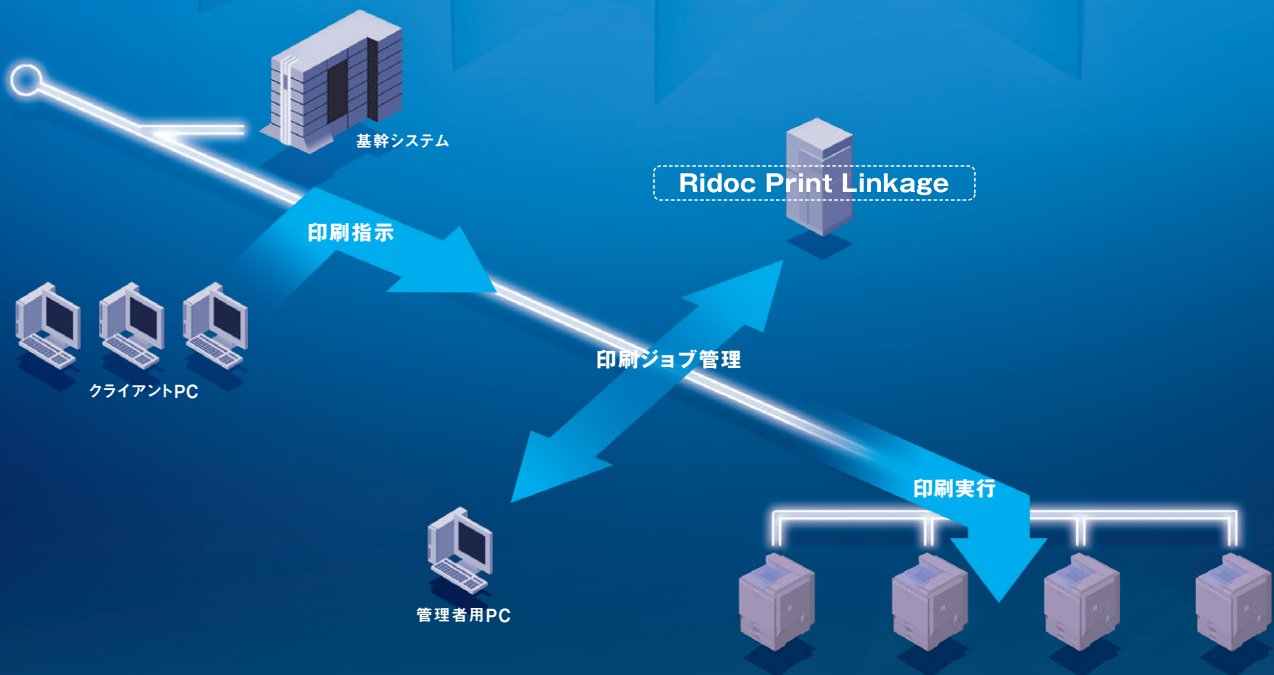 基幹システム
Ridoc Print Linkage
印刷指示
印刷ジョブ管理
クライアントPC
印刷実行
管理者用PC